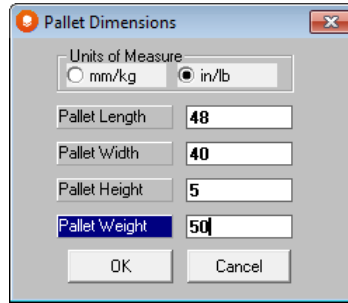 Pallet Dimensions
Units of Measure
mm/kg in/lb
Pallet Length 48
Pallet Width 40
Pallet Height 5
Pallet Weight 50
OK Cancel